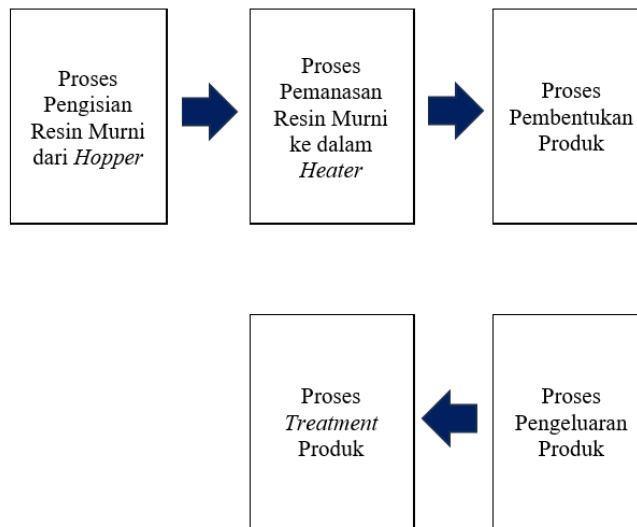 Proses
Pengisian
Resin Murni
dari Hopper
Proses
Pemanasan
Resin Murni
ke dalam
Heater
Proses
Pembentukan
Produk
Proses
Pengeluaran
Produk
Proses
Treatment
Produk